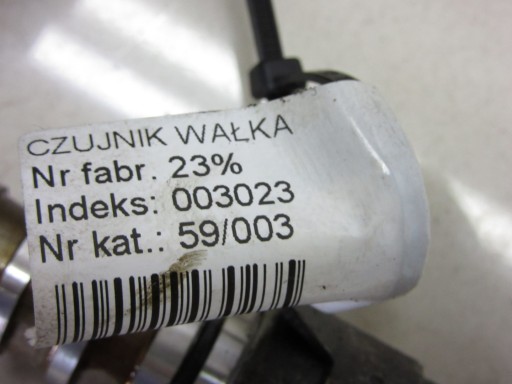 CZUJNIK WAŁKA
Nr fabr. 23%
Indeks: 003023
Nr kat.: 59/003